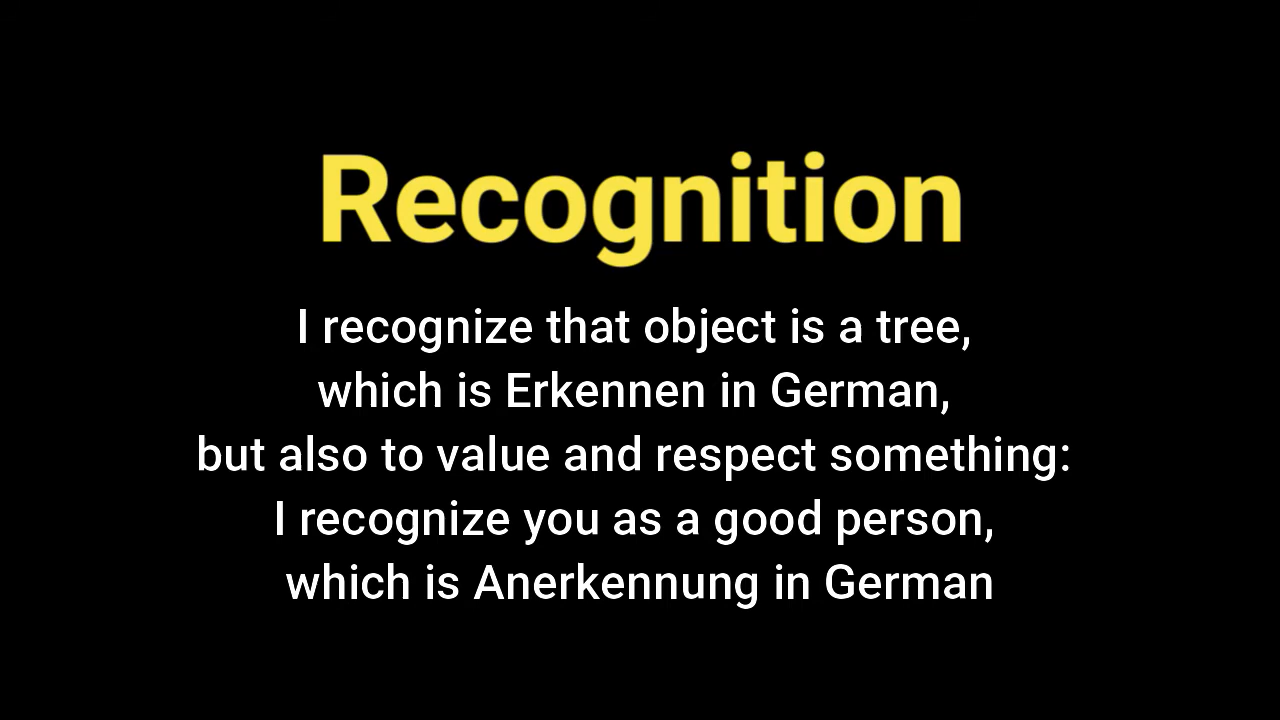 Recognition
I recognize that object is a tree,
which is Erkennen in German,
but also to value and respect something:
I recognize you as a good person,
which is Anerkennung in German